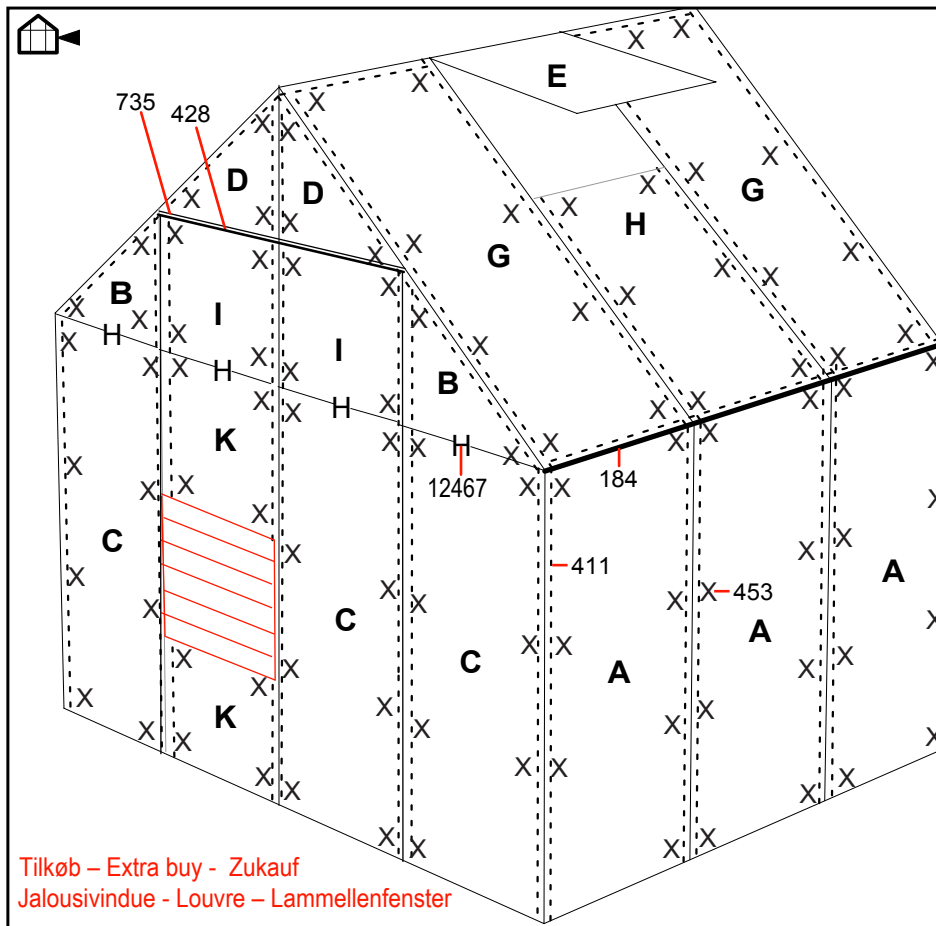 E
735
428
D
D
G
H
G
B
I
I
B
K
12467
184
C
411
453
A
A
C
C
A
K
Tilkøb – Extra buy - Zukauf
Jalousivindue - Louvre – Lammellenfenster